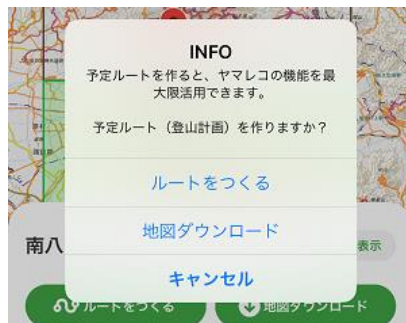 INFO
予定ルートを作ると、ヤマレコの機能を最
大限活用できます。
予定ルート（登山計画）を作りますか？
ルートをつくる
地図ダウンロード
南八
表示
キャンセル
ルートをつくる
地図ダウンロード